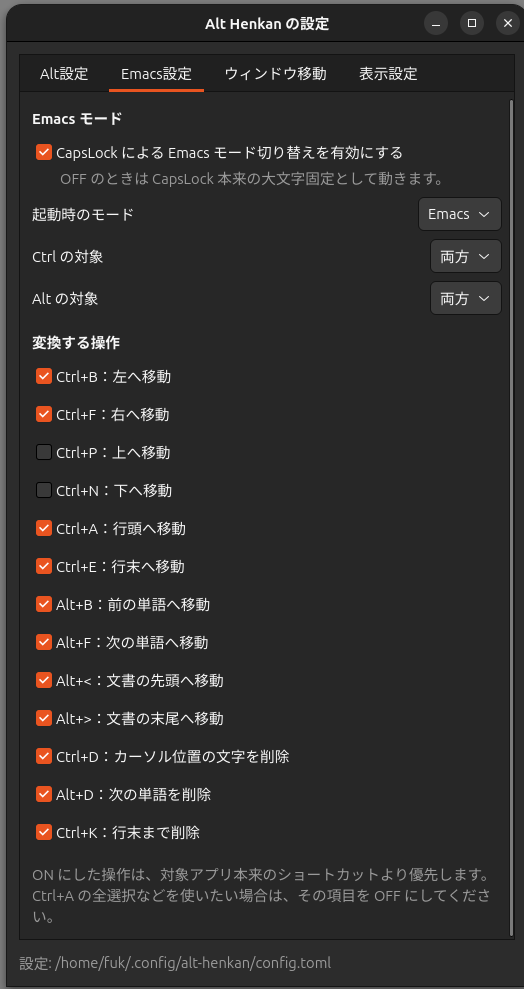 Alt Henkan の設定
Alt設定 Emacs設定 ウィンドウ移動 表示設定
Emacs モード
CapsLock による Emacs モード切り替えを有効にする
OFF のときは CapsLock 本来の大文字固定として動きます。
起動時のモード Emacs
Ctrl の対象 両方
Alt の対象 両方
変換する操作
Ctrl+B：左へ移動
Ctrl+F：右へ移動
Ctrl+P：上へ移動
Ctrl+N：下へ移動
Ctrl+A：行頭へ移動
Ctrl+E：行末へ移動
Alt+B：前の単語へ移動
Alt+F：次の単語へ移動
Alt+<：文書の先頭へ移動
Alt+>：文書の末尾へ移動
Ctrl+D：カーソル位置の文字を削除
Alt+D：次の単語を削除
Ctrl+K：行末まで削除
ON にした操作は、対象アプリ本来のショートカットより優先します。
Ctrl+A の全選択などを使いたい場合は、その項目を OFF にしてくださ
い。
設定: /home/fuk/.config/alt-henkan/config.toml